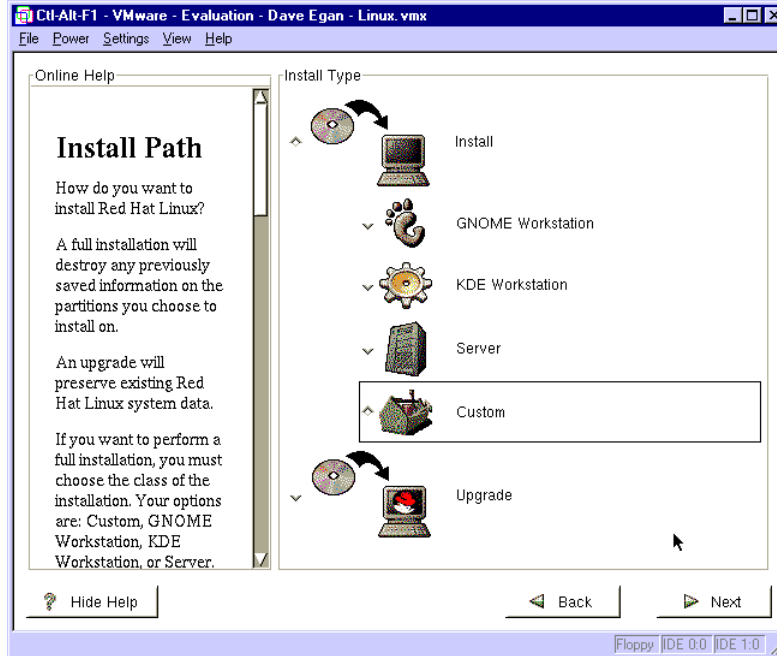 Ctl-Alt-F1 - VMware - Evaluation - Dave Egan - Linux.vmx
File Power Settings View Help
Online Help
Install Path
How do you want to
install Red Hat Linux?
A full installation will
destroy any previously
saved information on the
partitions you choose to
install on.
An upgrade will
preserve existing Red
Hat Linux system data.
If you want to perform a
full installation, you must
choose the class of the
installation. Your options
are: Custom, GNOME
Workstation, KDE
Workstation, or Server.
Install Type
Install
GNOME Workstation
KDE Workstation
Server
Custom
Upgrade
Hide Help
Back
Next
Floppy IDE 0:0 IDE 1:0